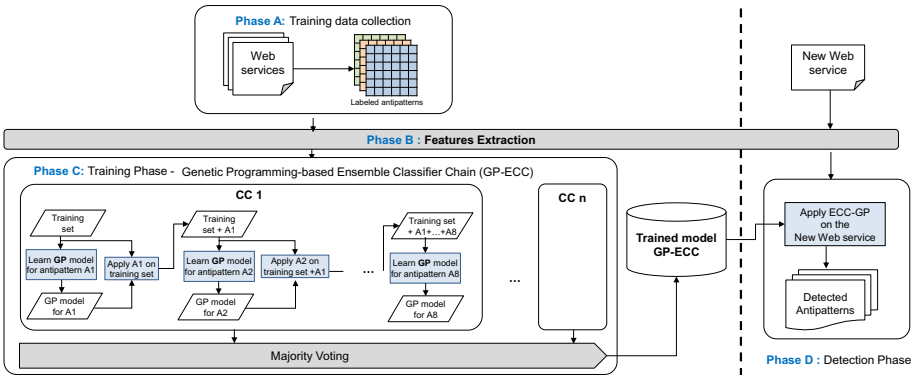 Phase A: Training data collection
Web
services
Labeled antipatterns
New Web
service
Phase B : Features Extraction
Phase C: Training Phase - Genetic Programming-based Ensemble Classifier Chain (GP-ECC)
CC 1
Training
set
Learn GP model
for antipattern A1
GP model
for A1
Apply A1 on
training set
Training
set + A1
Learn GP model
for antipattern A2
GP model
for A2
Apply A2 on
training set +A1
...
Training set
+ A1+...+A8
Learn GP model
for antipattern A8
GP model
for A8
...
CC n
Majority Voting
Trained model
GP-ECC
Apply ECC-GP
on the
New Web service
Detected
Antipatterns
Phase D : Detection Phase